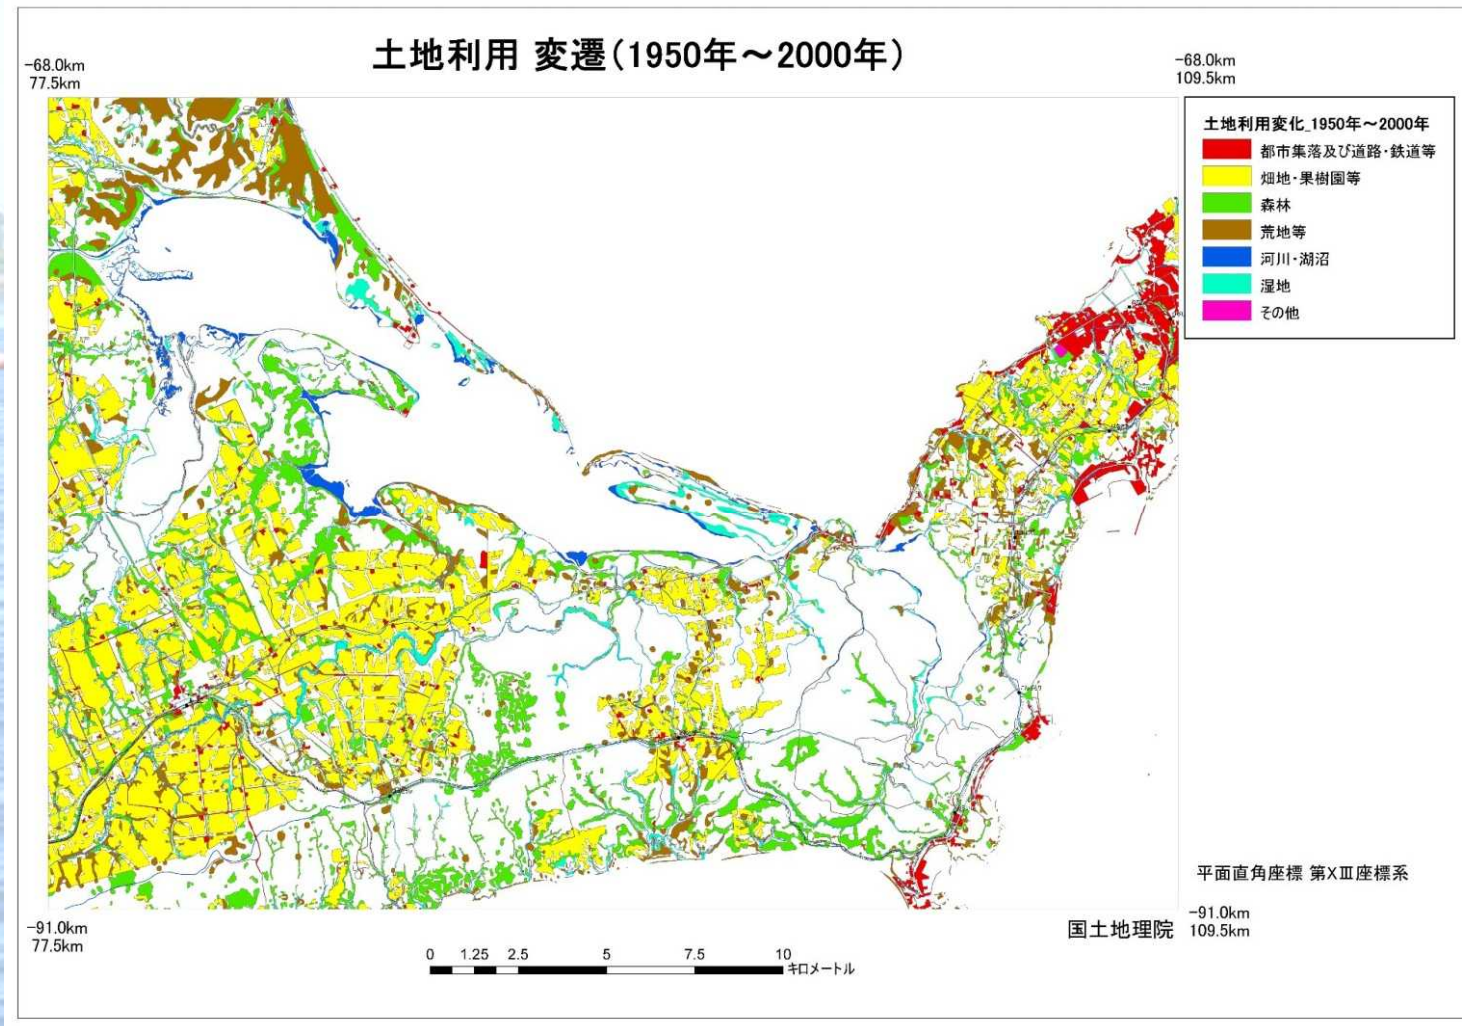 土地利用 変遷(1950年～2000年)
-68.0km
77.5km
-68.0km
109.5km
土地利用変化_1950年～2000年
都市集落及び道路・鉄道等
畑地・果樹園等
森林
荒地等
河川・湖沼
湿地
その他
平面直角座標 第XⅢ座標系
国土地理院
-91.0km
109.5km
-91.0km
77.5km
0 1.25 2.5 5 7.5 10
キロメートル